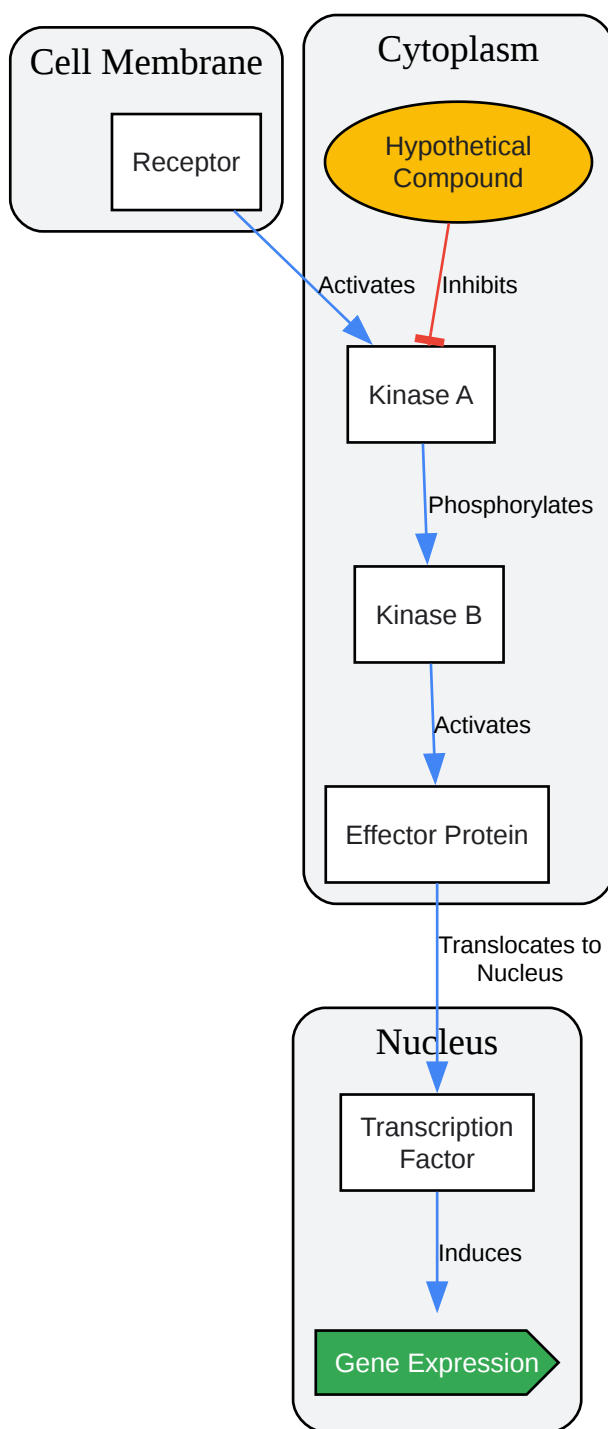 Cell Membrane
Receptor
Cytoplasm
Hypothetical
Compound
Activates
Inhibits
Kinase A
Phosphorylates
Kinase B
Activates
Effector Protein
Translocates to
Nucleus
Nucleus
Transcription
Factor
Induces
Gene Expression